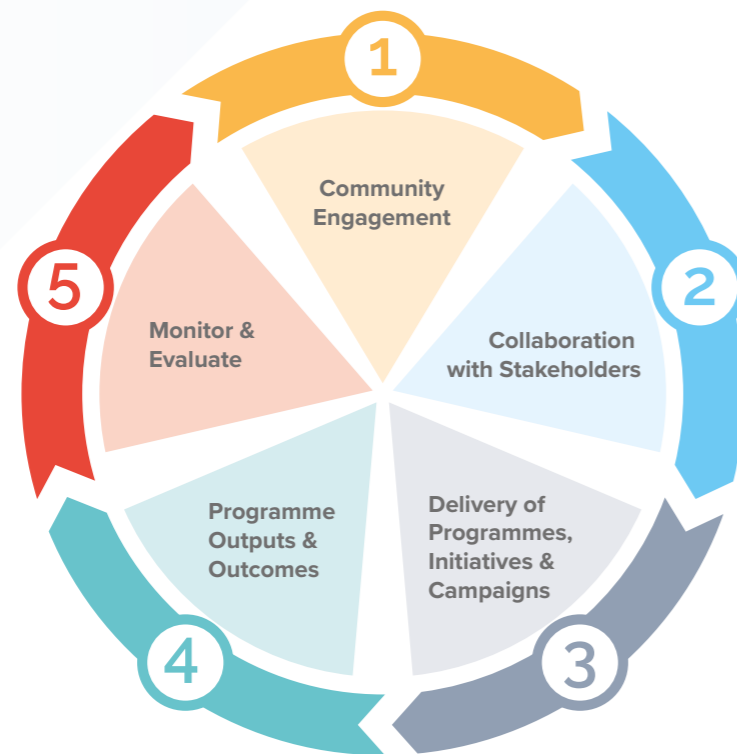 1
Community
Engagement
2
Collaboration
with Stakeholders
3
Delivery of
Programmes,
Initiatives &
Campaigns
4
Programme
Outputs &
Outcomes
5
Monitor &
Evaluate